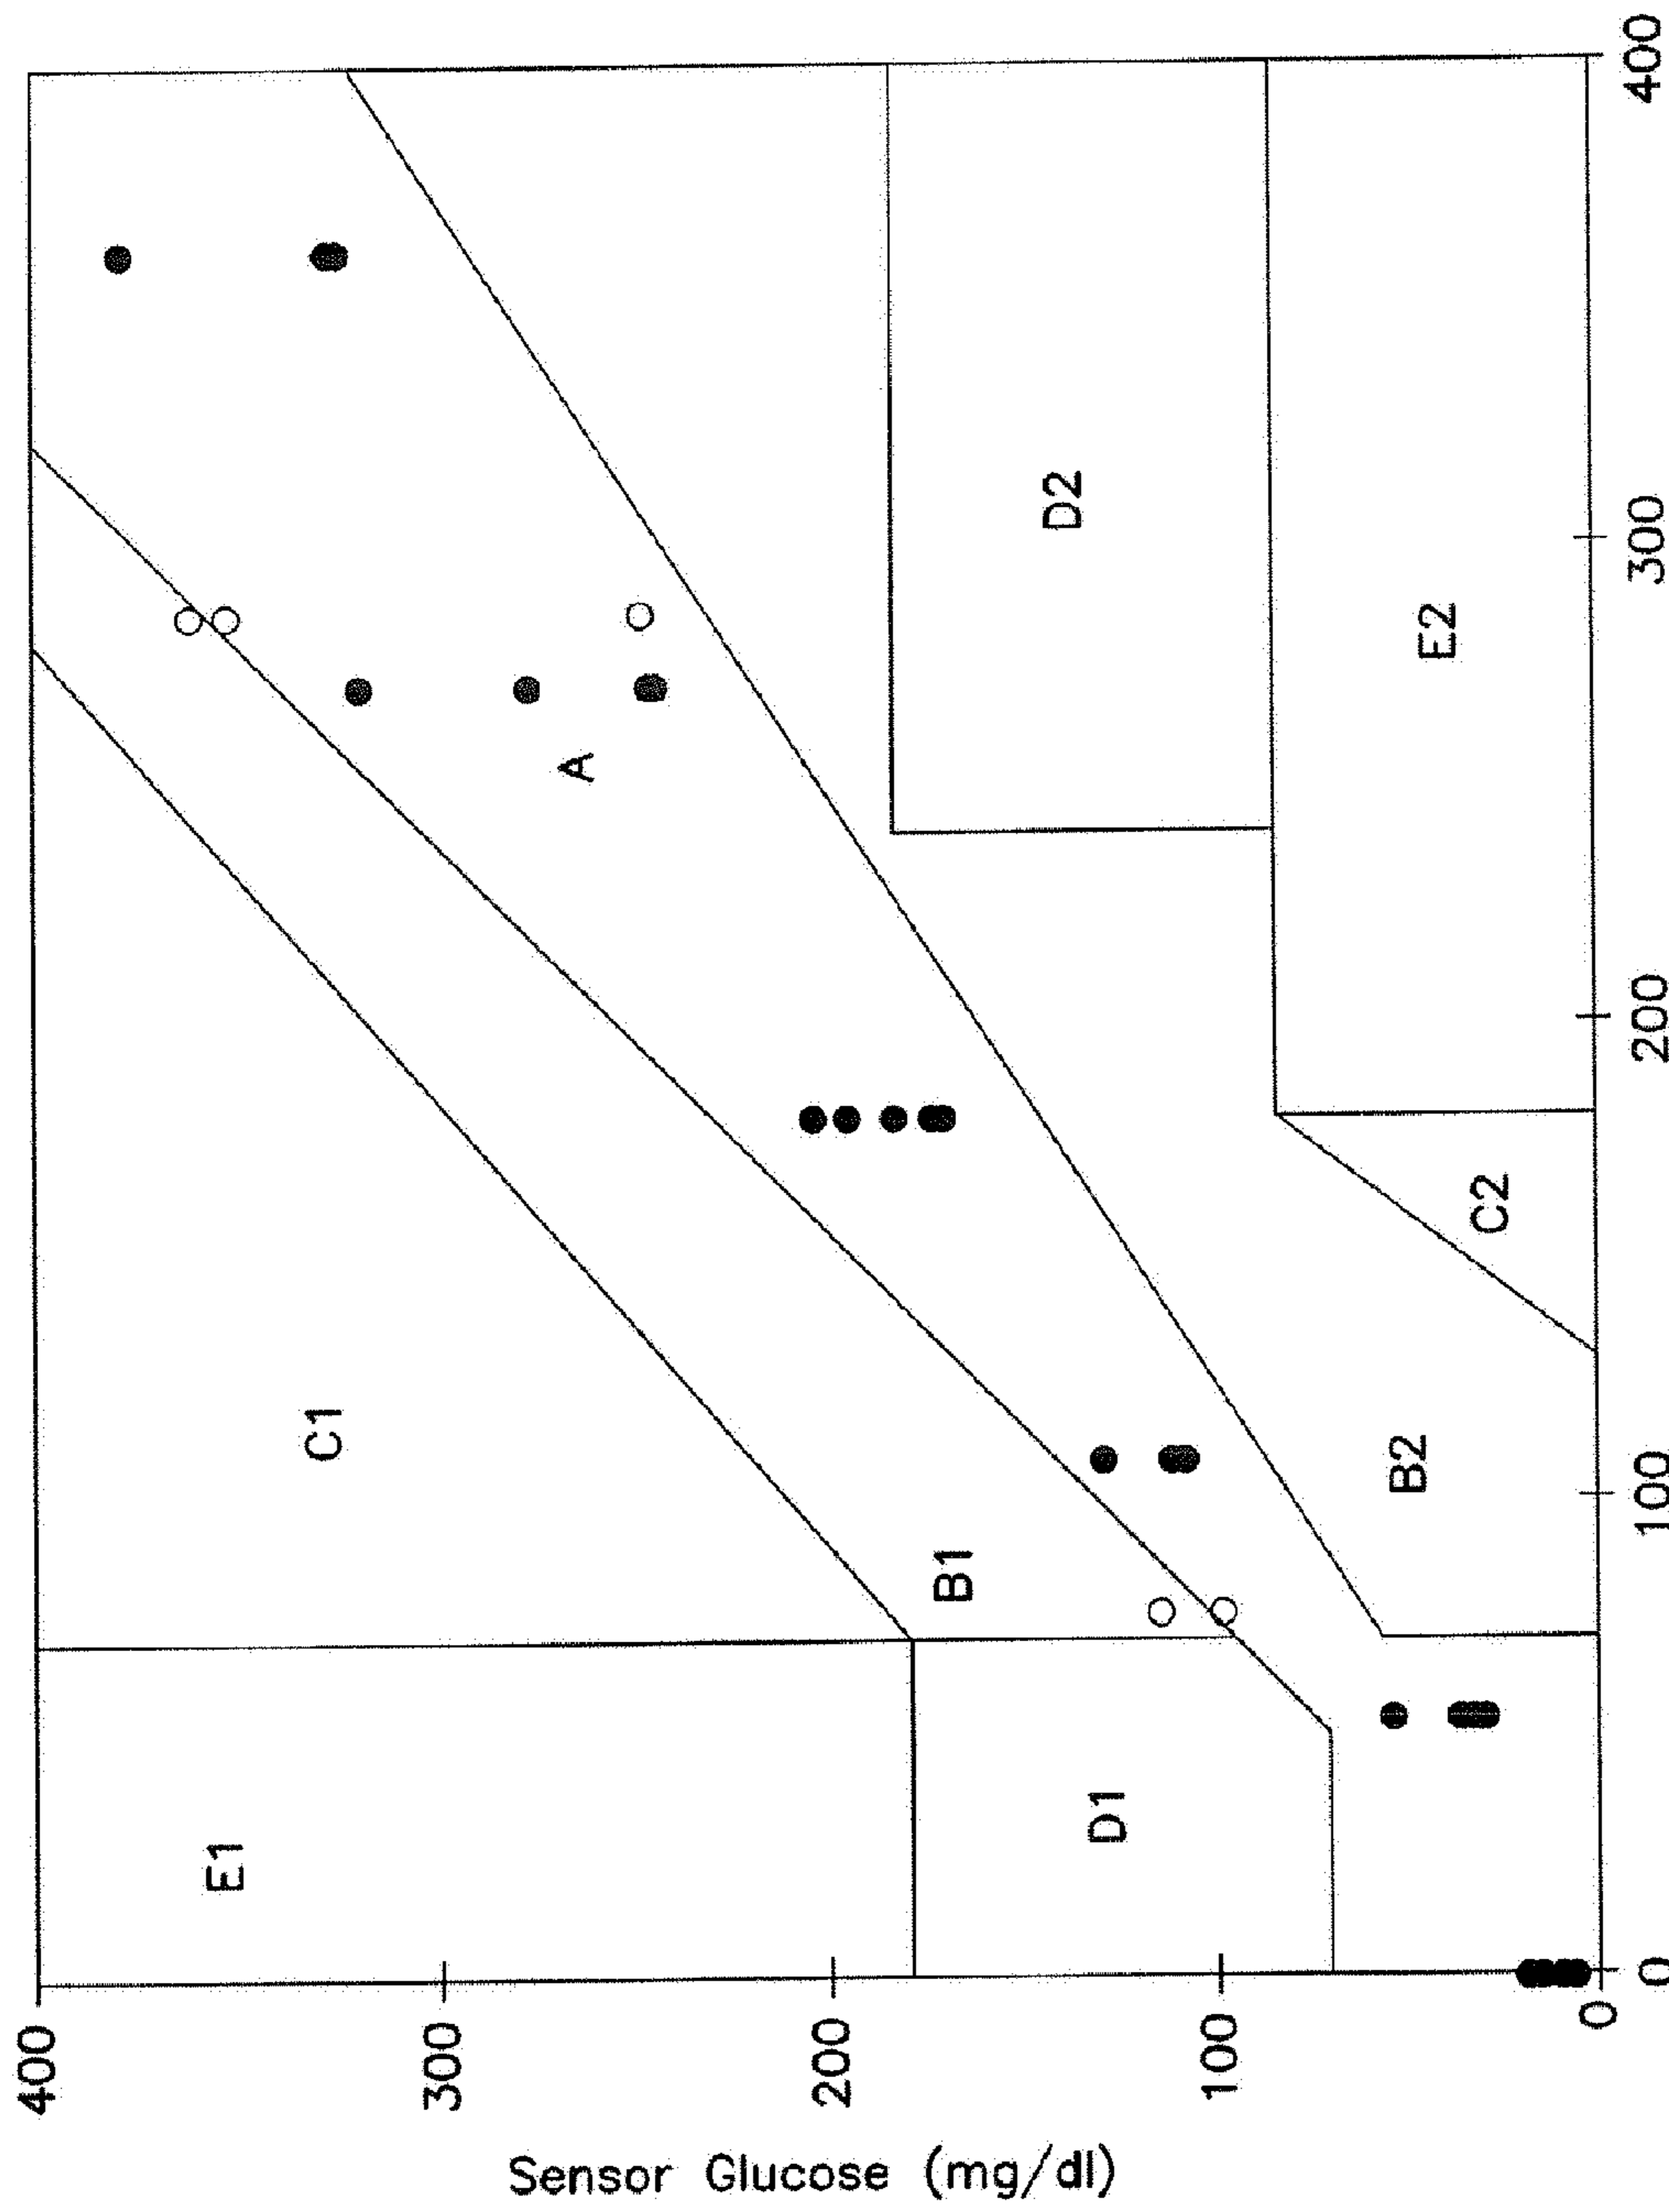 Sensor Glucose (mg/dl)
400
E1
C1
300
A
200
B1
D2
D1
100
B2
E2
C2
0
0 100 200 300 400